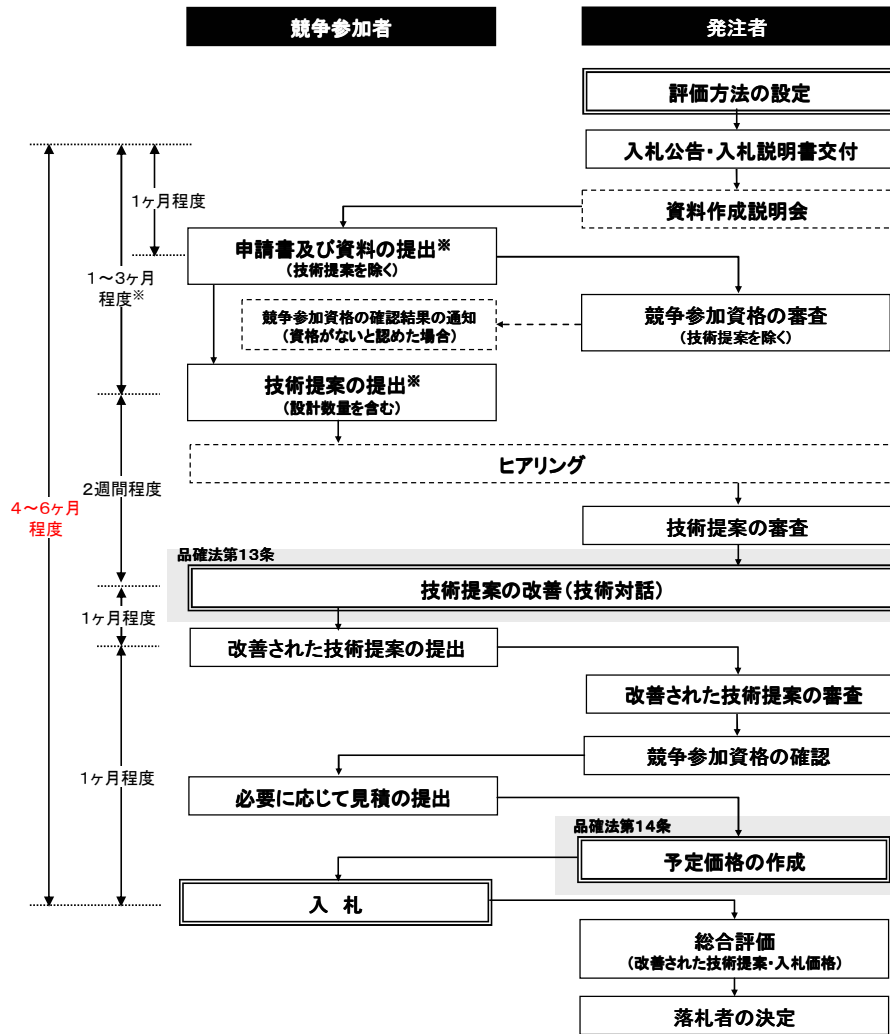 競争参加者
発注者
評価方法の設定
入札公告・入札説明書交付
1ヶ月程度
資料作成説明会
申請書及び資料の提出※
(技術提案を除く)
1～3ヶ月
程度※
競争参加資格の確認結果の通知
(資格がないと認めた場合)
競争参加資格の審査
(技術提案を除く)
技術提案の提出※
(設計数量を含む)
ヒアリング
2週間程度
4～6ヶ月
程度
技術提案の審査
品確法第13条
技術提案の改善(技術対話)
1ヶ月程度
改善された技術提案の提出
改善された技術提案の審査
競争参加資格の確認
1ヶ月程度
必要に応じて見積の提出
品確法第14条
予定価格の作成
入 札
総合評価
(改善された技術提案・入札価格)
落札者の決定